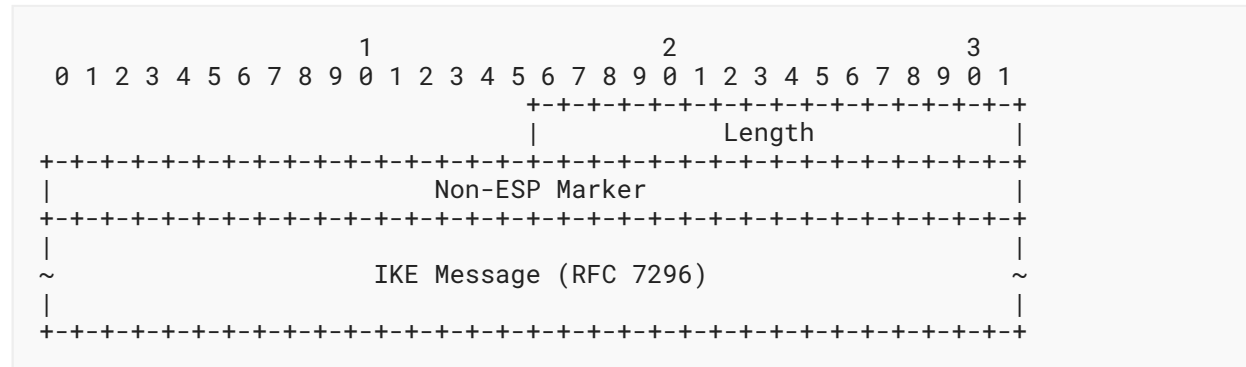 1                   2                   3
 0 1 2 3 4 5 6 7 8 9 0 1 2 3 4 5 6 7 8 9 0 1 2 3 4 5 6 7 8 9 0 1
                                +-+-+-+-+-+-+-+-+-+-+-+-+-+-+-+-+
                                |            Length             |
+-+-+-+-+-+-+-+-+-+-+-+-+-+-+-+-+-+-+-+-+-+-+-+-+-+-+-+-+-+-+-+-+
|                         Non-ESP Marker                        |
+-+-+-+-+-+-+-+-+-+-+-+-+-+-+-+-+-+-+-+-+-+-+-+-+-+-+-+-+-+-+-+-+
|                                                               |
~                     IKE Message (RFC 7296)                    ~
|                                                               |
+-+-+-+-+-+-+-+-+-+-+-+-+-+-+-+-+-+-+-+-+-+-+-+-+-+-+-+-+-+-+-+-+